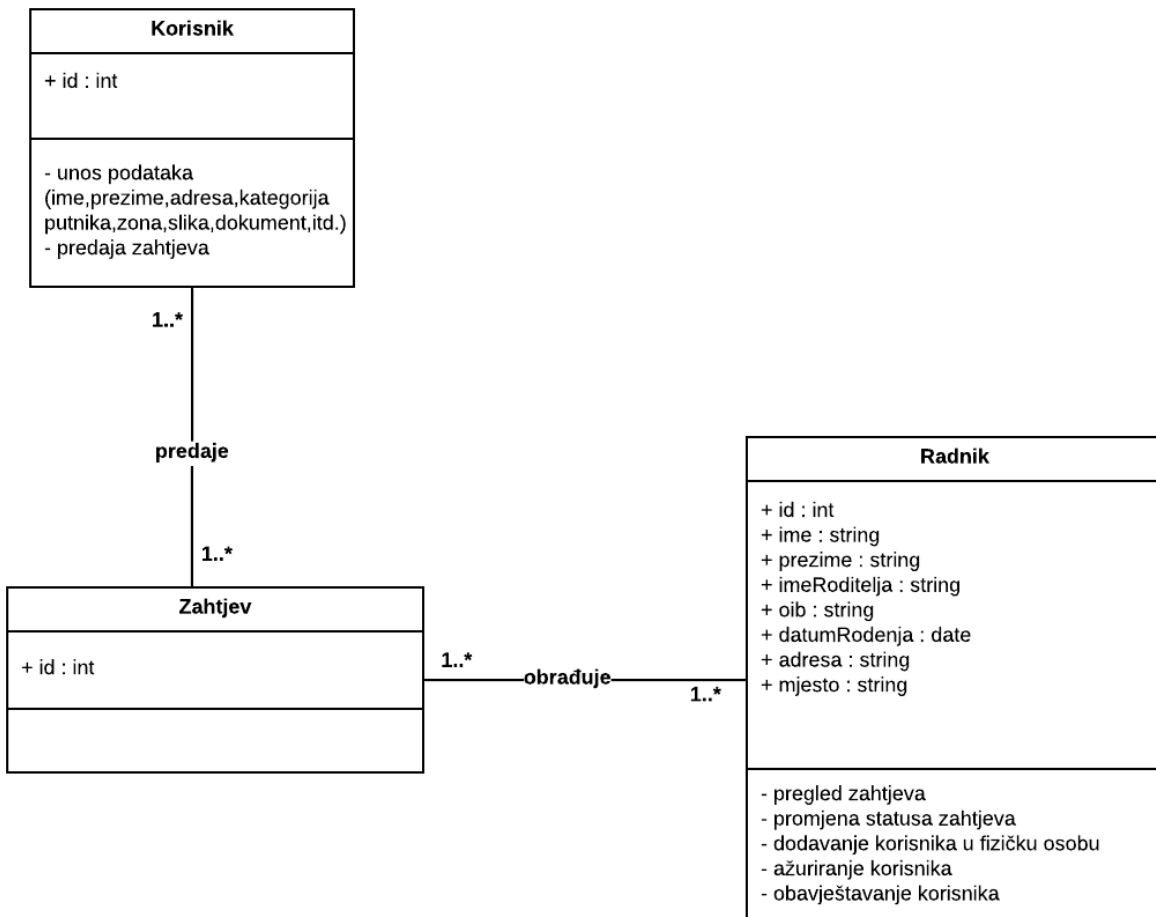 Korisnik
+ id : int
- unos podataka
(ime,prezime,adresa,kategorija
putnika,zona,slika,dokument,itd.)
- predaja zahtjeva
1..*
predaje
1..*
Zahtjev
+ id : int
1..*
obrađuje
1..*
Radnik
+ id : int
+ ime : string
+ prezime : string
+ imeRoditelja : string
+ oib : string
+ datumRodenja : date
+ adresa : string
+ mjesto : string
- pregled zahtjeva
- promjena statusa zahtjeva
- dodavanje korisnika u fizičku osobu
- ažuriranje korisnika
- obavještavanje korisnika